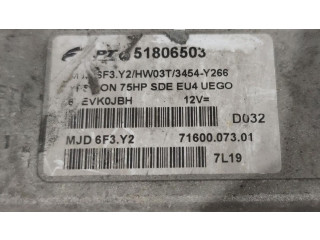 51806503
6F3.Y2/HW03T/3454-Y266
75HP SDE EU4 UEGO
EVK0JBH 12V=
D032
MJD 6F3.Y2 71600.073.01
7L19